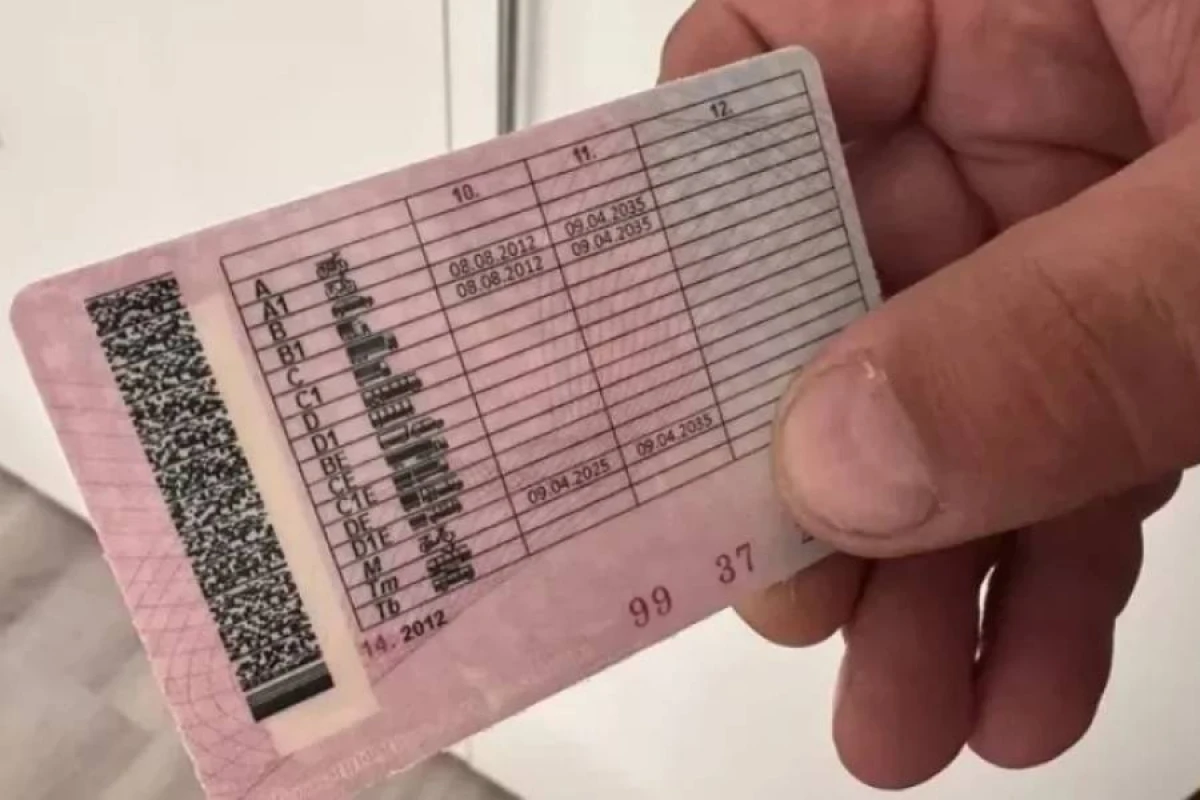 10. 11. 12.
A
A1
B 08.08.2012 09.04.2035
B1 08.08.2012 09.04.2035
C
C1
D
D1
BE
CE
C1E
DE
D1E
M 09.04.2025 09.04.2035
Tm
Tb
14. 2012
99 37